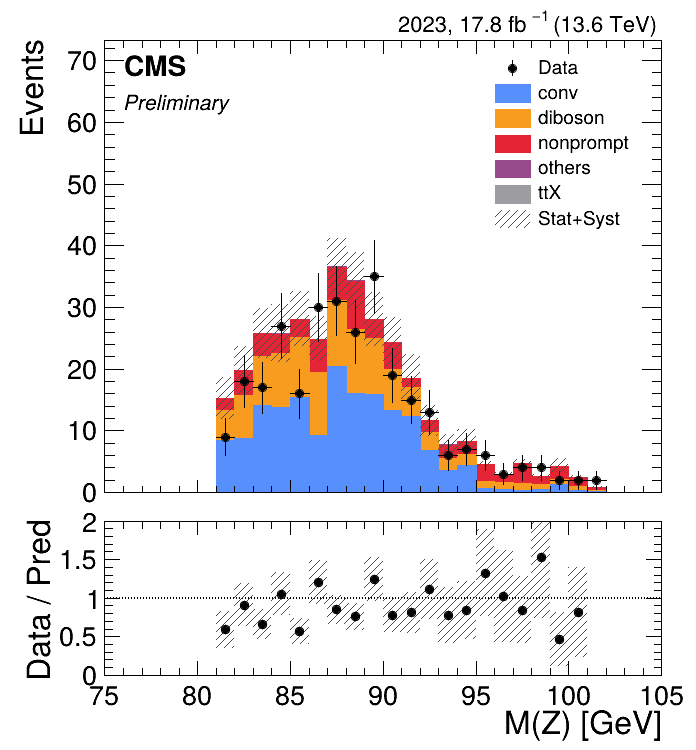 2023, 17.8 fb⁻¹ (13.6 TeV)
Events
CMS
Preliminary
Data
conv
diboson
nonprompt
others
ttX
Stat+Syst
70
60
50
40
30
20
10
0
Data / Pred
2
1.5
1
0.5
0
75 80 85 90 95 100 105
M(Z) [GeV]